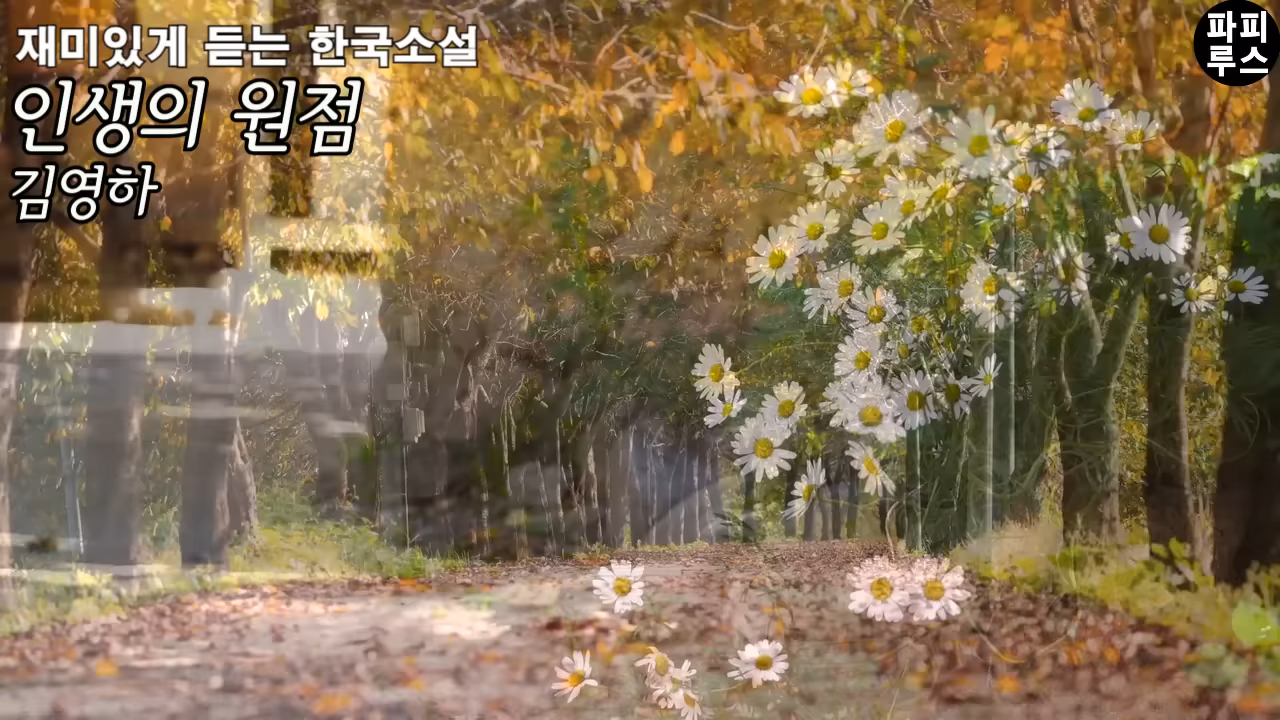 재미있게 듣는 한국소설
인생의 원점
김영하
파피
루스